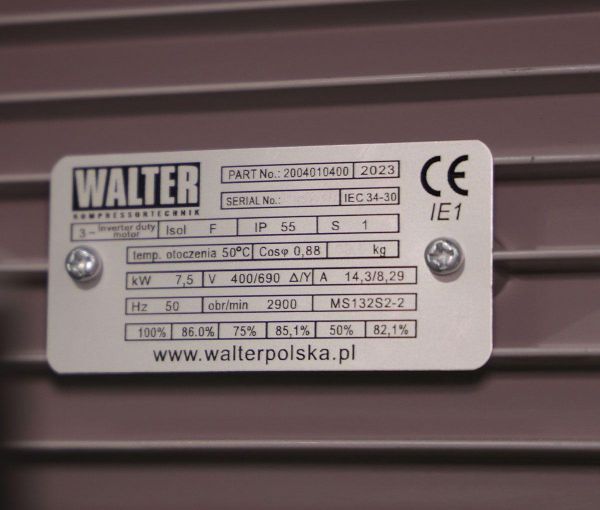 WALTER
KOMPRESSORTECHNIK
PART No.: 2004010400 2023
SERIAL No.: IEC 34-30
CE
IE1
3~ Inverter duty motor Isol F IP 55 S 1
temp. otoczenia 50°C Cosφ 0,88 kg
kW 7,5 V 400/690 Δ/Y A 14,3/8,29
Hz 50 obr/min 2900 MS132S2-2
100% 86.0% 75% 85,1% 50% 82,1%
www.walterpolska.pl